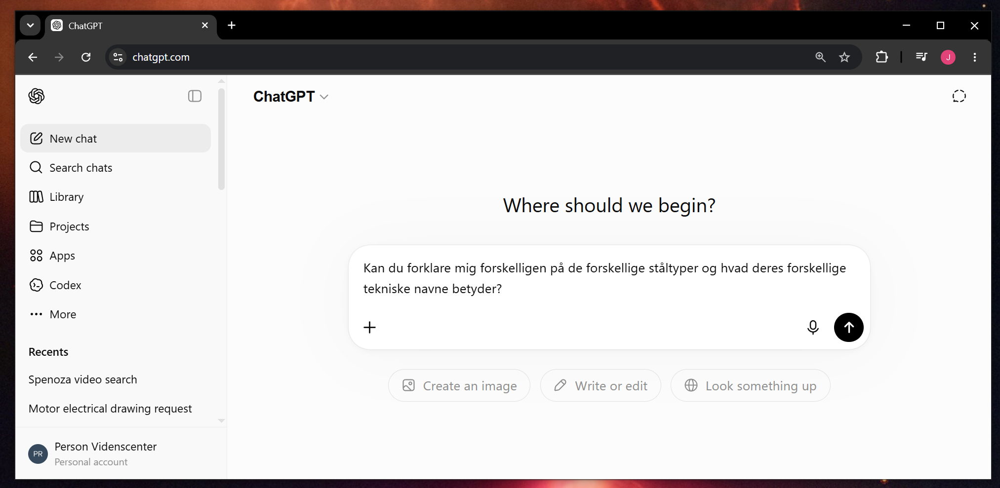 ChatGPT
chatgpt.com
J
New chat
Search chats
Library
Projects
Apps
Codex
More
Recents
Spenoza video search
Motor electrical drawing request
PR
Person Videnscenter
Personal account
ChatGPT
Where should we begin?
Kan du forklare mig forskelligen på de forskellige ståltyper og hvad deres forskellige
tekniske navne betyder?
Create an image
Write or edit
Look something up